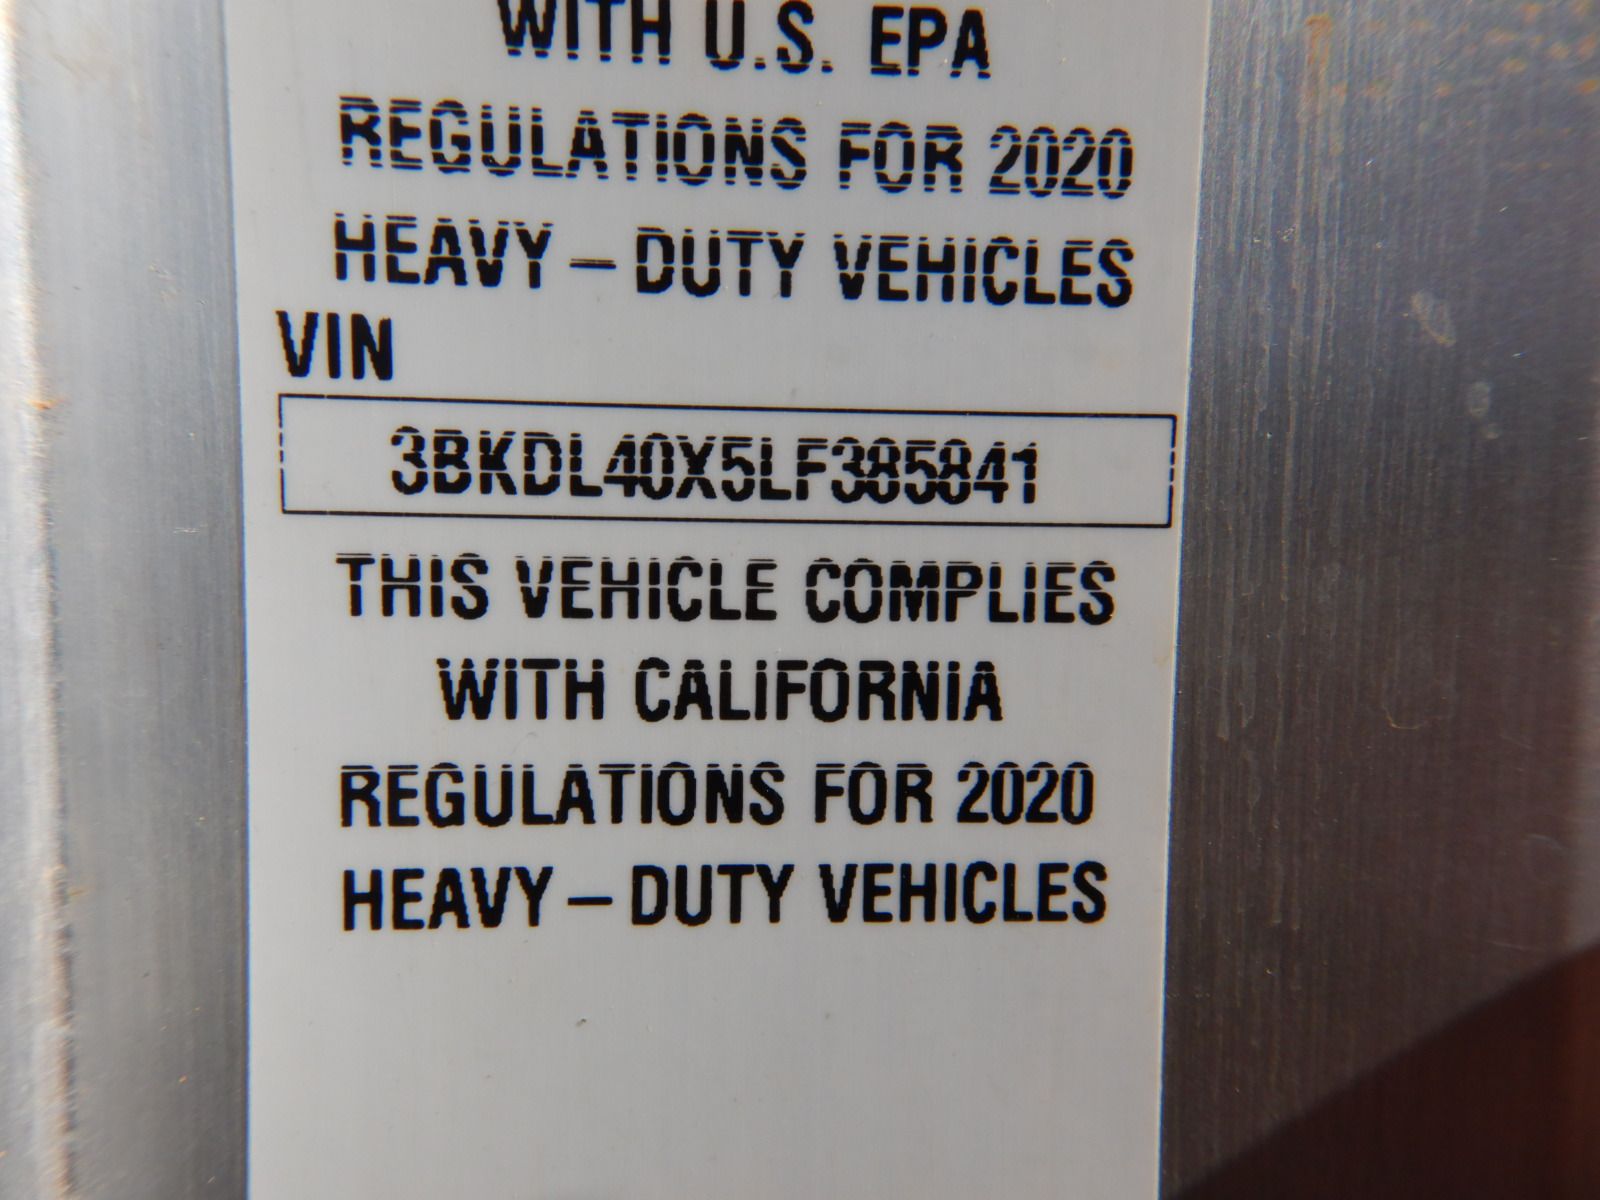 WITH U.S. EPA
REGULATIONS FOR 2020
HEAVY – DUTY VEHICLES
VIN
3BKDL40X5LF385841
THIS VEHICLE COMPLIES
WITH CALIFORNIA
REGULATIONS FOR 2020
HEAVY – DUTY VEHICLES